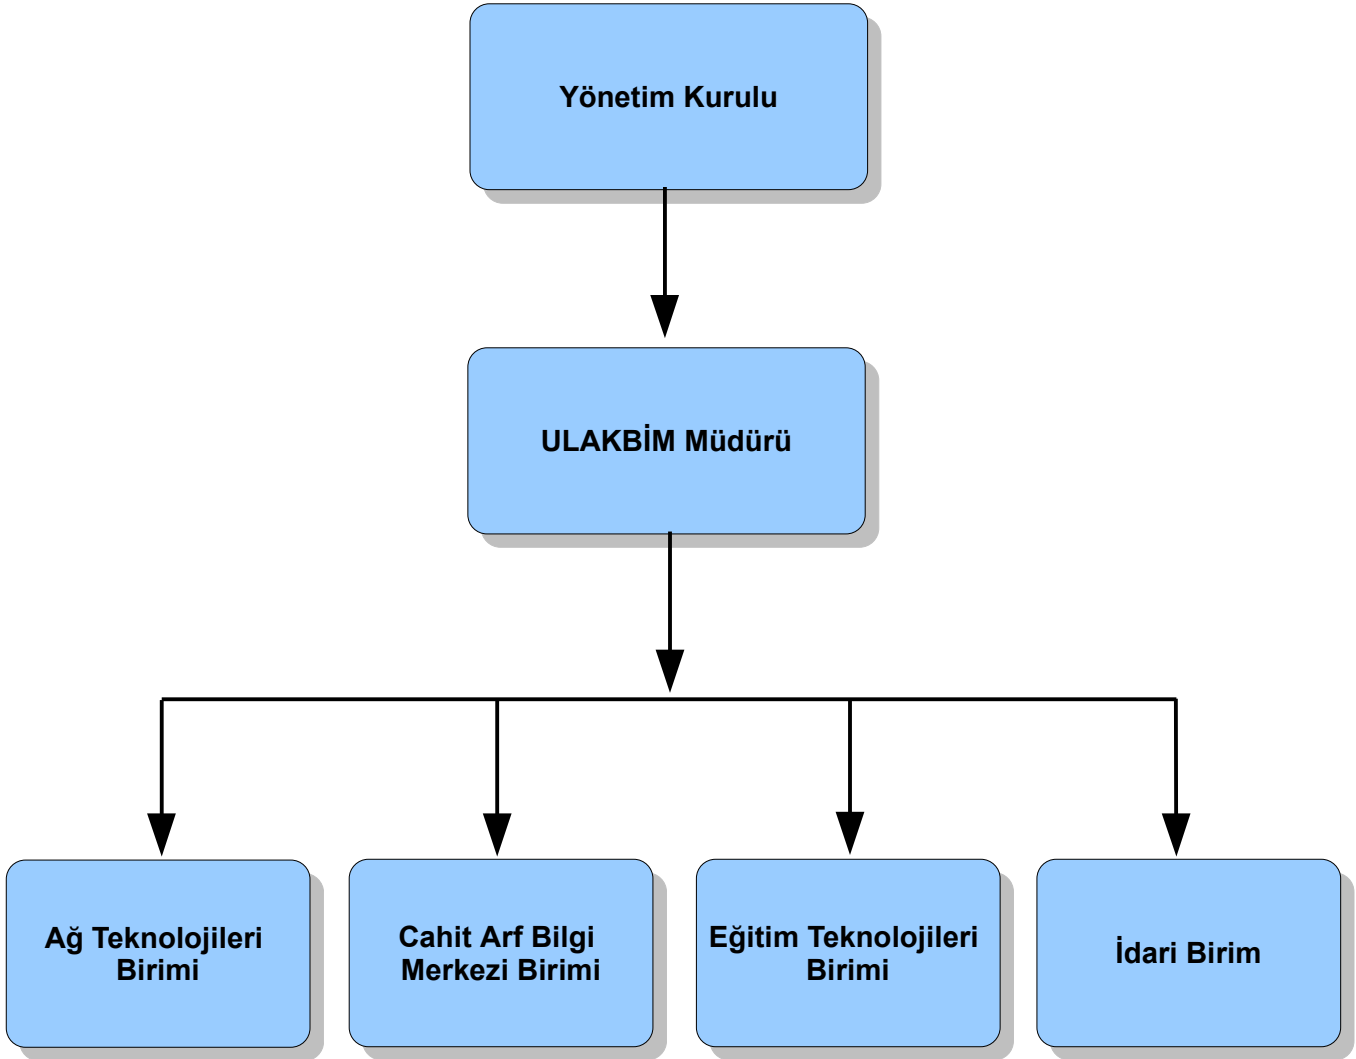 Yönetim Kurulu
ULAKBİM Müdürü
Ağ Teknolojileri
Birimi
Cahit Arf Bilgi
Merkezi Birimi
Eğitim Teknolojileri
Birimi
İdari Birim